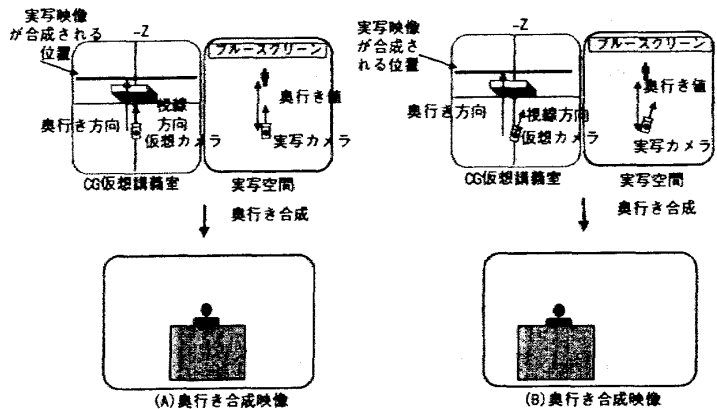 実写映像
が合成される
位置
-Z
ブルースクリーン
奥行き値
奥行き方向
視線
方向
仮想カメラ
実写カメラ
CG仮想講義室
実写空間
奥行き合成
(A)奥行き合成映像
実写映像
が合成さ
れる位置
-Z
ブルースクリーン
奥行き値
奥行き方向
視線方向
仮想カメラ
実写カメラ
CG仮想講義室
実写空間
奥行き合成
(B)奥行き合成映像